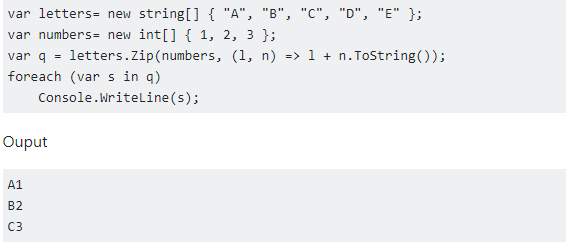 var letters= new string[] { "A", "B", "C", "D", "E" };
var numbers= new int[] { 1, 2, 3 };
var q = letters.Zip(numbers, (l, n) => l + n.ToString());
foreach (var s in q)
    Console.WriteLine(s);
Ouput
A1
B2
C3